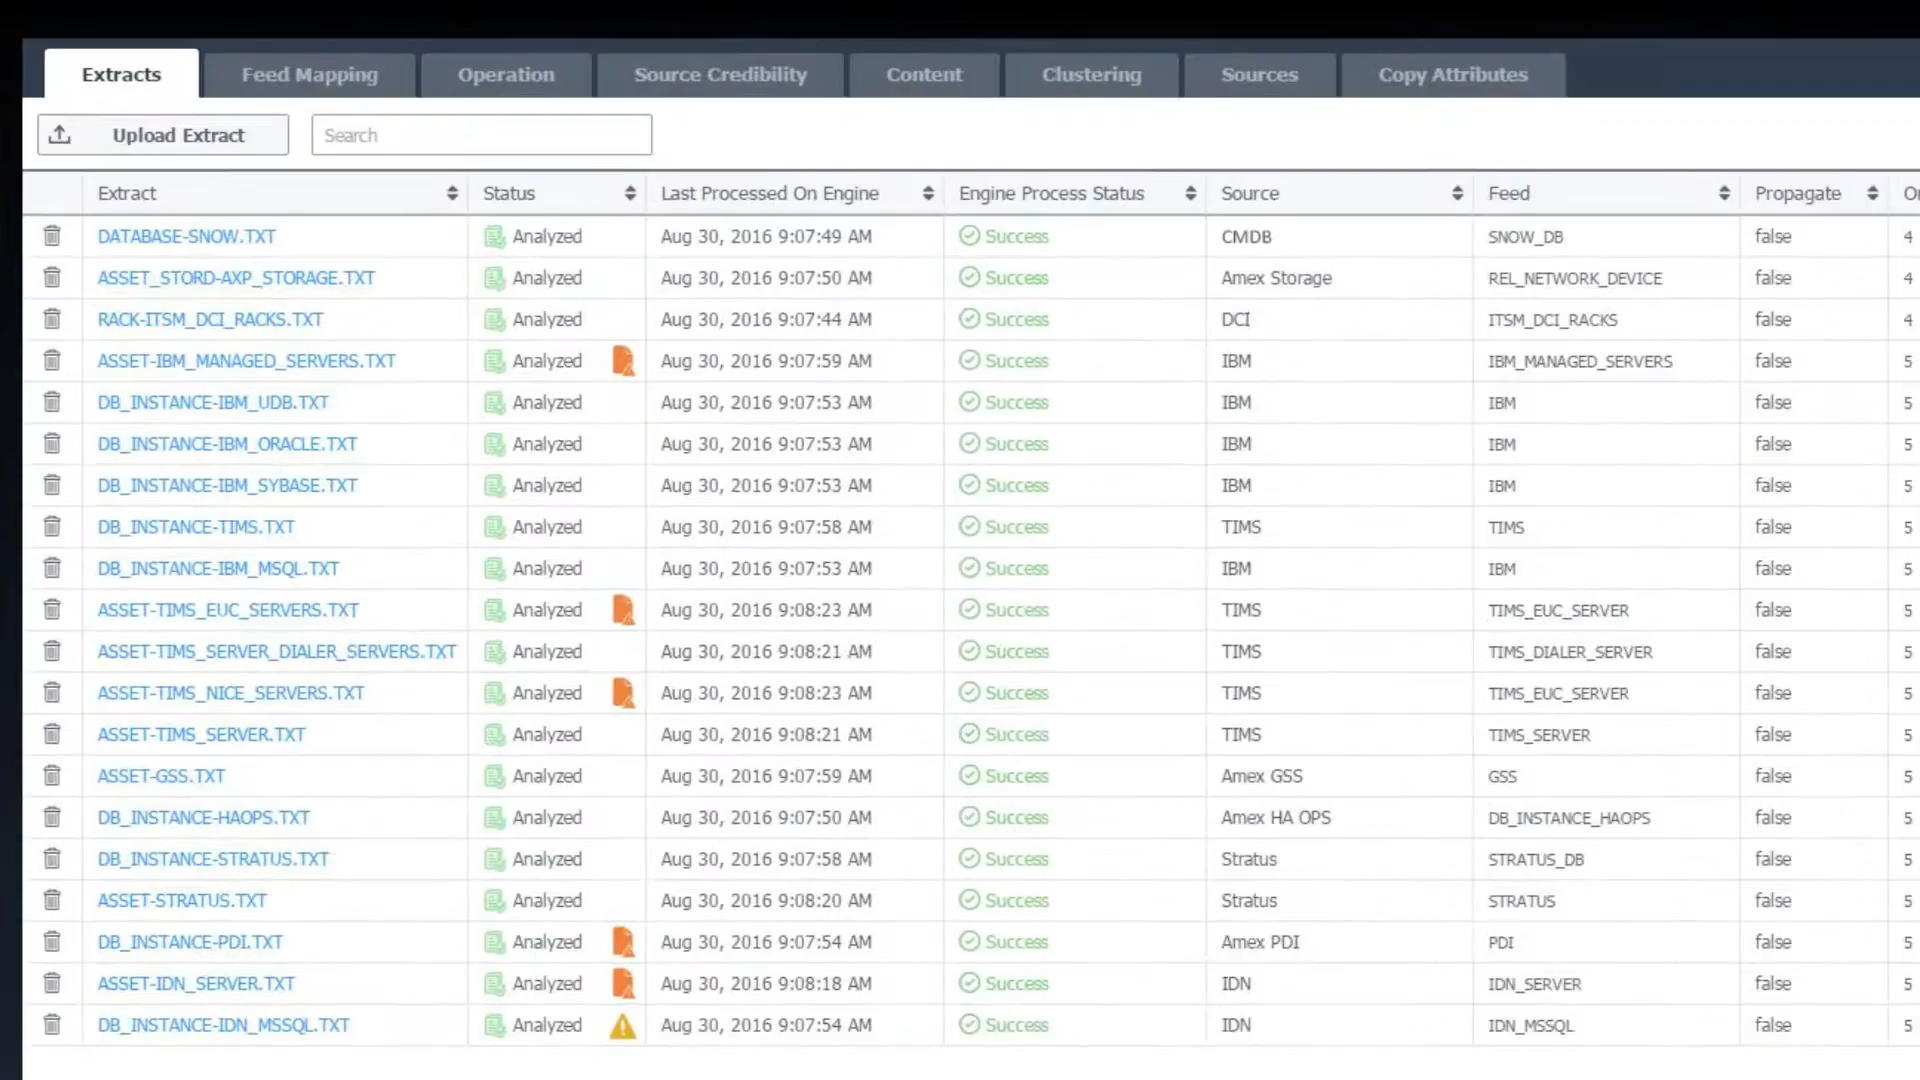 Extracts Feed Mapping Operation Source Credibility Content Clustering Sources Copy Attributes
Upload Extract Search
Extract Status Last Processed On Engine Engine Process Status Source Feed Propagate
DATABASE-SNOW.TXT Analyzed Aug 30, 2016 9:07:49 AM Success CMDB SNOW_DB false 4
ASSET_STORD-AXP_STORAGE.TXT Analyzed Aug 30, 2016 9:07:50 AM Success Amex Storage REL_NETWORK_DEVICE false 4
RACK-ITSM_DCI_RACKS.TXT Analyzed Aug 30, 2016 9:07:44 AM Success DCI ITSM_DCI_RACKS false 4
ASSET-IBM_MANAGED_SERVERS.TXT Analyzed Aug 30, 2016 9:07:59 AM Success IBM IBM_MANAGED_SERVERS false 5
DB_INSTANCE-IBM_UDB.TXT Analyzed Aug 30, 2016 9:07:53 AM Success IBM IBM false 5
DB_INSTANCE-IBM_ORACLE.TXT Analyzed Aug 30, 2016 9:07:53 AM Success IBM IBM false 5
DB_INSTANCE-IBM_SYBASE.TXT Analyzed Aug 30, 2016 9:07:53 AM Success IBM IBM false 5
DB_INSTANCE-TIMS.TXT Analyzed Aug 30, 2016 9:07:58 AM Success TIMS TIMS false 5
DB_INSTANCE-IBM_MSQL.TXT Analyzed Aug 30, 2016 9:07:53 AM Success IBM IBM false 5
ASSET-TIMS_EUC_SERVERS.TXT Analyzed Aug 30, 2016 9:08:23 AM Success TIMS TIMS_EUC_SERVER false 5
ASSET-TIMS_SERVER_DIALER_SERVERS.TXT Analyzed Aug 30, 2016 9:08:21 AM Success TIMS TIMS_DIALER_SERVER false 5
ASSET-TIMS_NICE_SERVERS.TXT Analyzed Aug 30, 2016 9:08:23 AM Success TIMS TIMS_EUC_SERVER false 5
ASSET-TIMS_SERVER.TXT Analyzed Aug 30, 2016 9:08:21 AM Success TIMS TIMS_SERVER false 5
ASSET-GSS.TXT Analyzed Aug 30, 2016 9:07:59 AM Success Amex GSS GSS false 5
DB_INSTANCE-HAOPS.TXT Analyzed Aug 30, 2016 9:07:50 AM Success Amex HA OPS DB_INSTANCE_HAOPS false 5
DB_INSTANCE-STRATUS.TXT Analyzed Aug 30, 2016 9:07:58 AM Success Stratus STRATUS_DB false 5
ASSET-STRATUS.TXT Analyzed Aug 30, 2016 9:08:20 AM Success Stratus STRATUS false 5
DB_INSTANCE-PDI.TXT Analyzed Aug 30, 2016 9:07:54 AM Success Amex PDI PDI false 5
ASSET-IDN_SERVER.TXT Analyzed Aug 30, 2016 9:08:18 AM Success IDN IDN_SERVER false 5
DB_INSTANCE-IDN_MSSQL.TXT Analyzed Aug 30, 2016 9:07:54 AM Success IDN IDN_MSSQL false 5